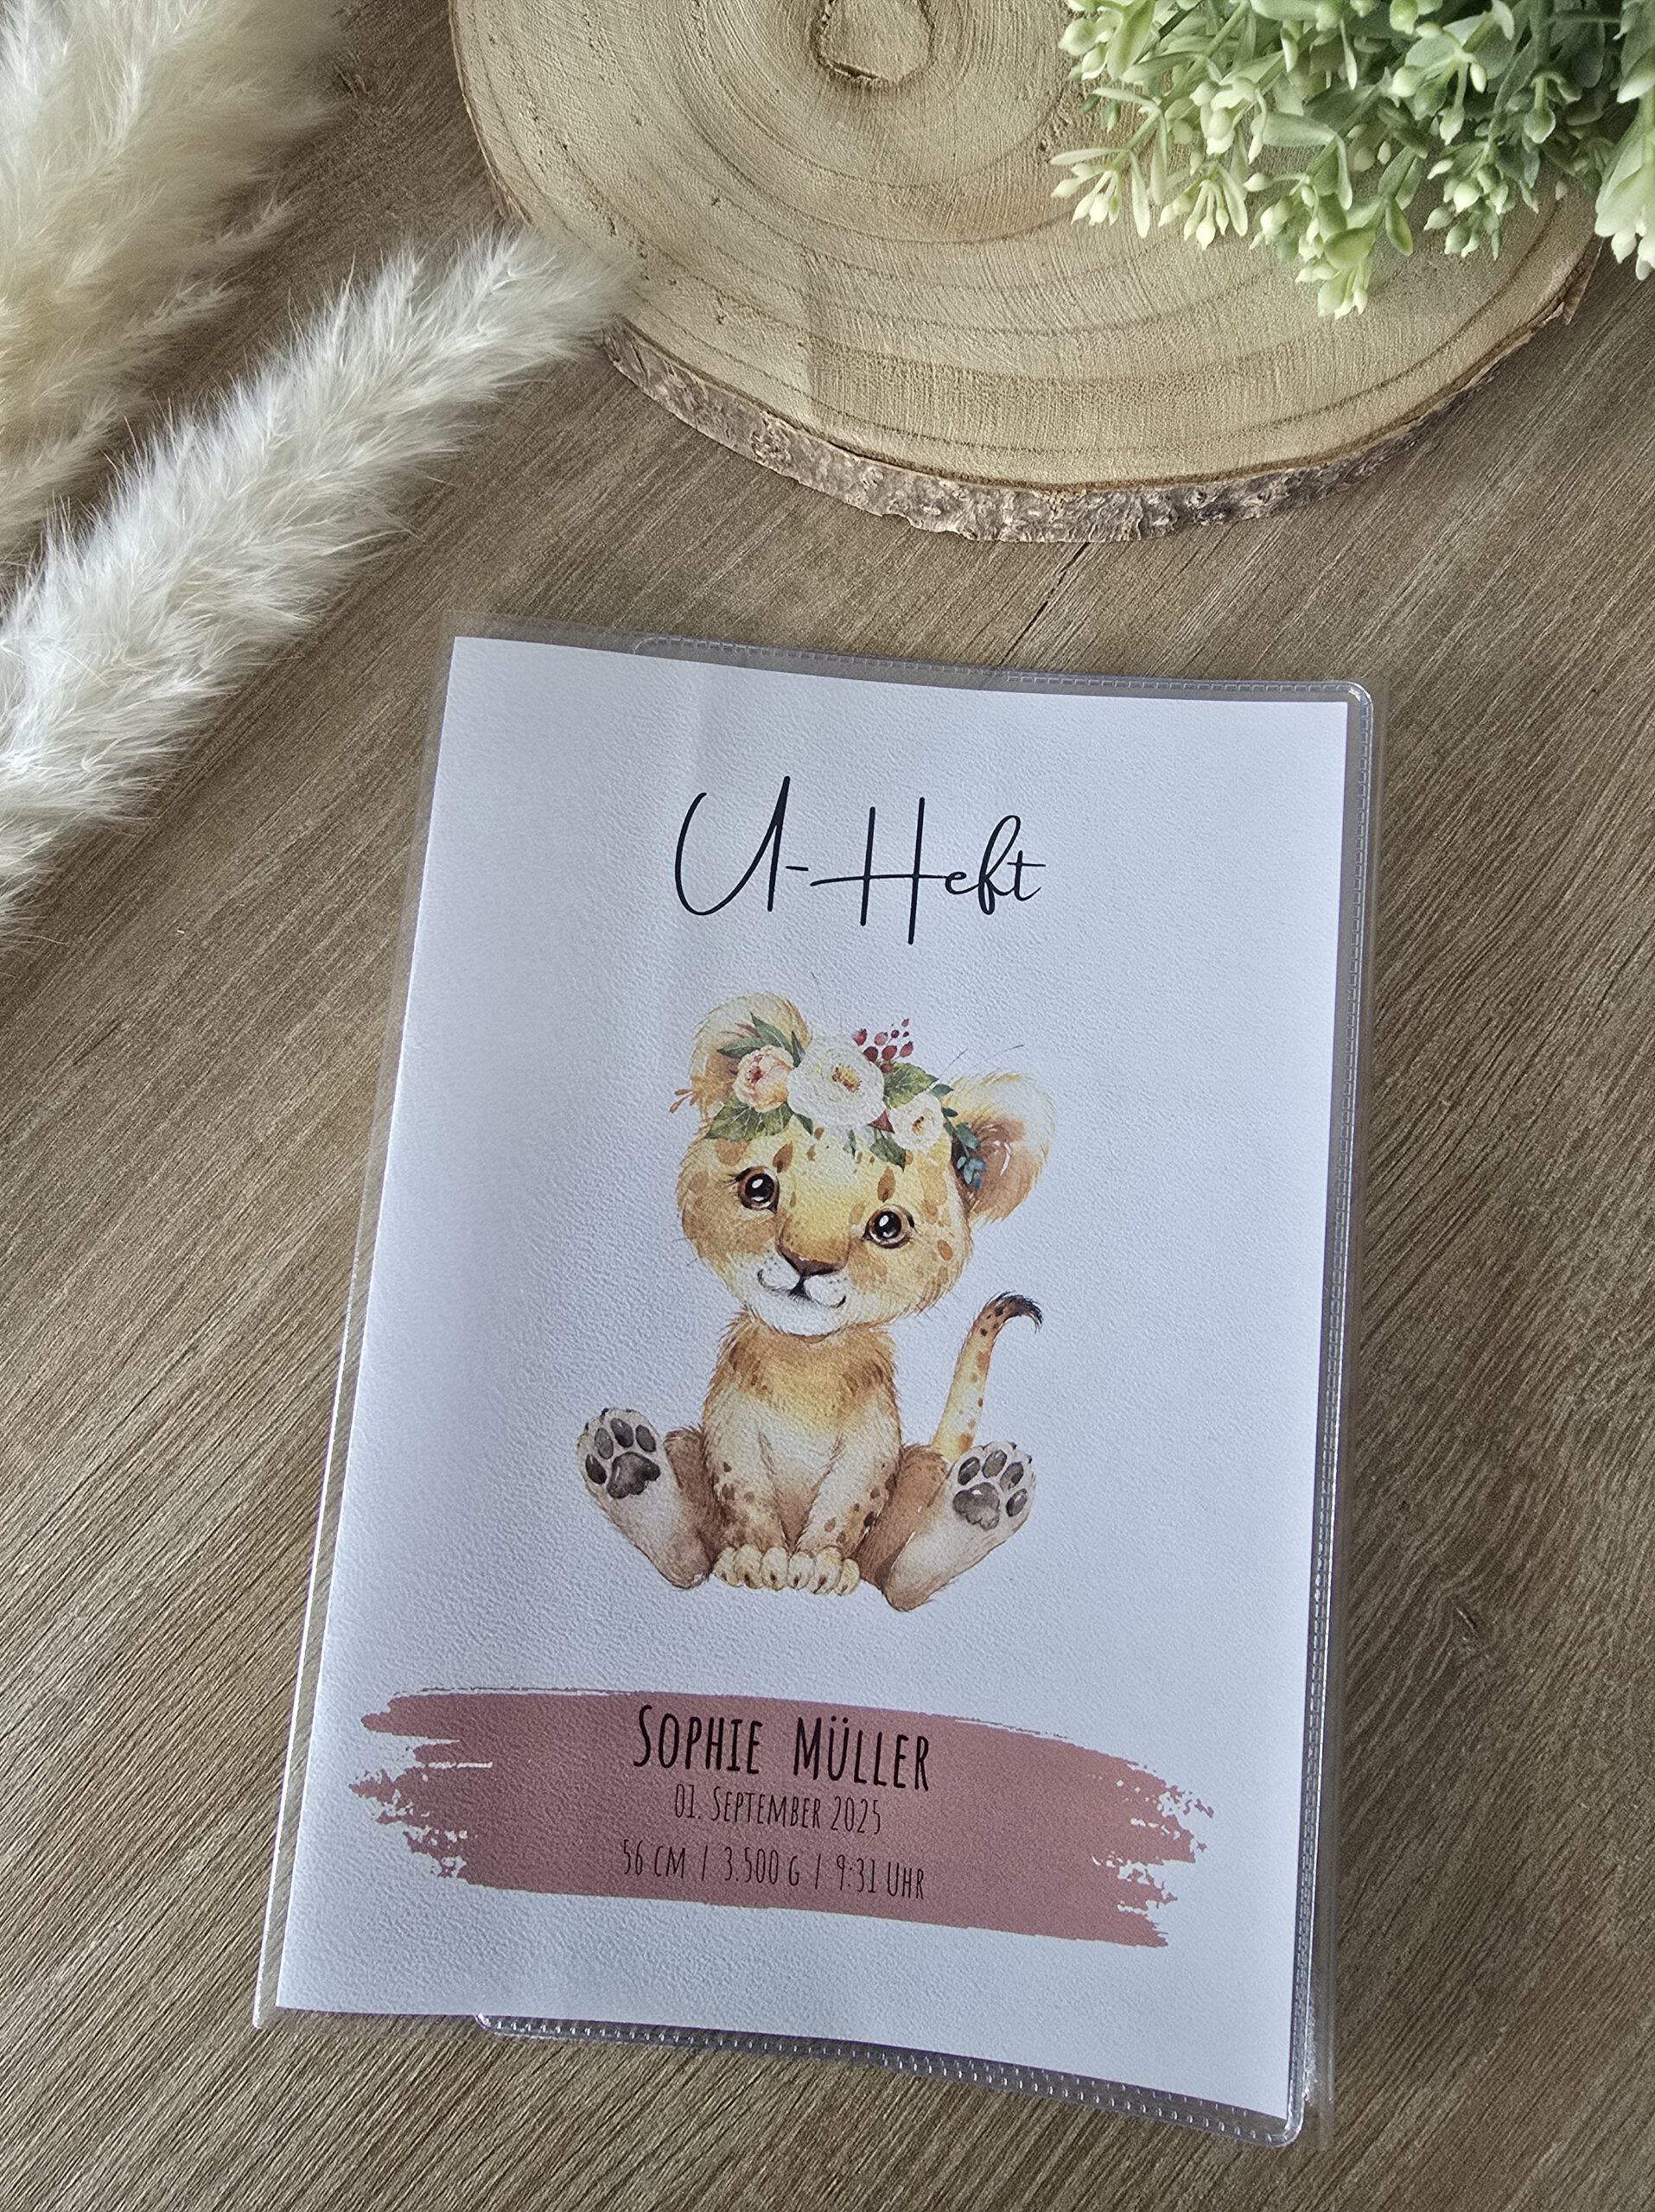 U-Heft
SOPHIE MÜLLER
01. SEPTEMBER 2025
56 CM / 3.500 G / 9:31 UHR